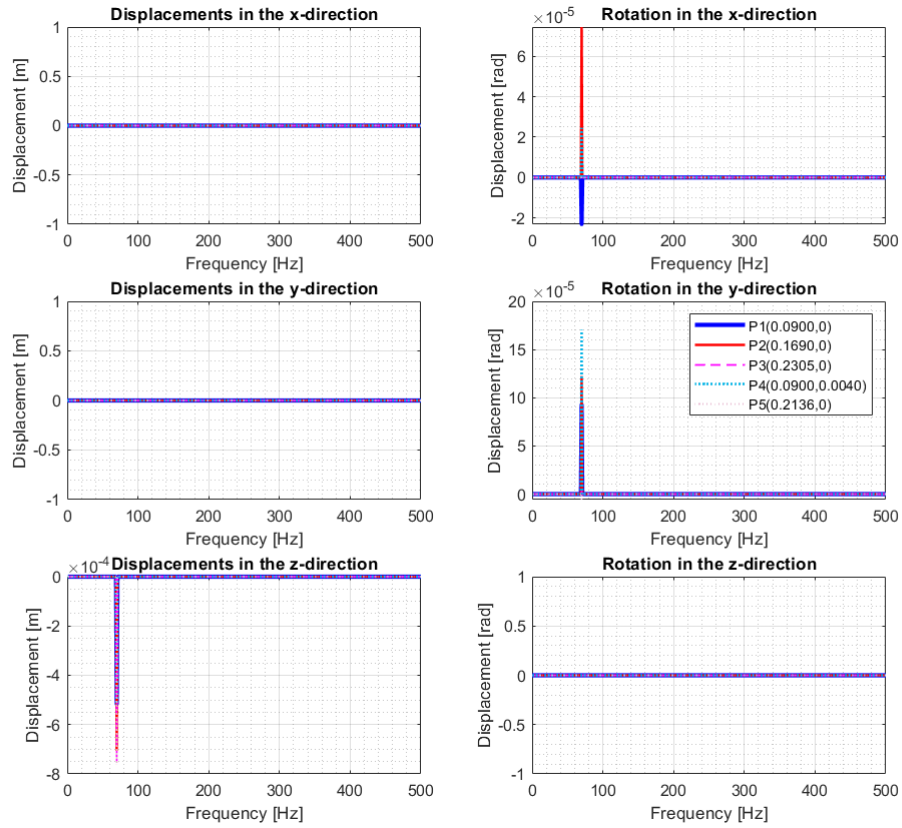 Displacements in the x-direction
Displacement [m]
1
0.5
0
-0.5
-1
0 100 200 300 400 500
Frequency [Hz]
Rotation in the x-direction
×10⁻⁵
Displacement [rad]
6
4
2
0
-2
0 100 200 300 400 500
Frequency [Hz]
Displacements in the y-direction
Displacement [m]
1
0.5
0
-0.5
-1
0 100 200 300 400 500
Frequency [Hz]
Rotation in the y-direction
×10⁻⁵
Displacement [rad]
20
15
10
5
0
P1(0.0900,0)
P2(0.1690,0)
P3(0.2305,0)
P4(0.0900,0.0040)
P5(0.2136,0)
0 100 200 300 400 500
Frequency [Hz]
×10⁻⁴
Displacements in the z-direction
Displacement [m]
0
-2
-4
-6
-8
0 100 200 300 400 500
Frequency [Hz]
Rotation in the z-direction
Displacement [rad]
1
0.5
0
-0.5
-1
0 100 200 300 400 500
Frequency [Hz]